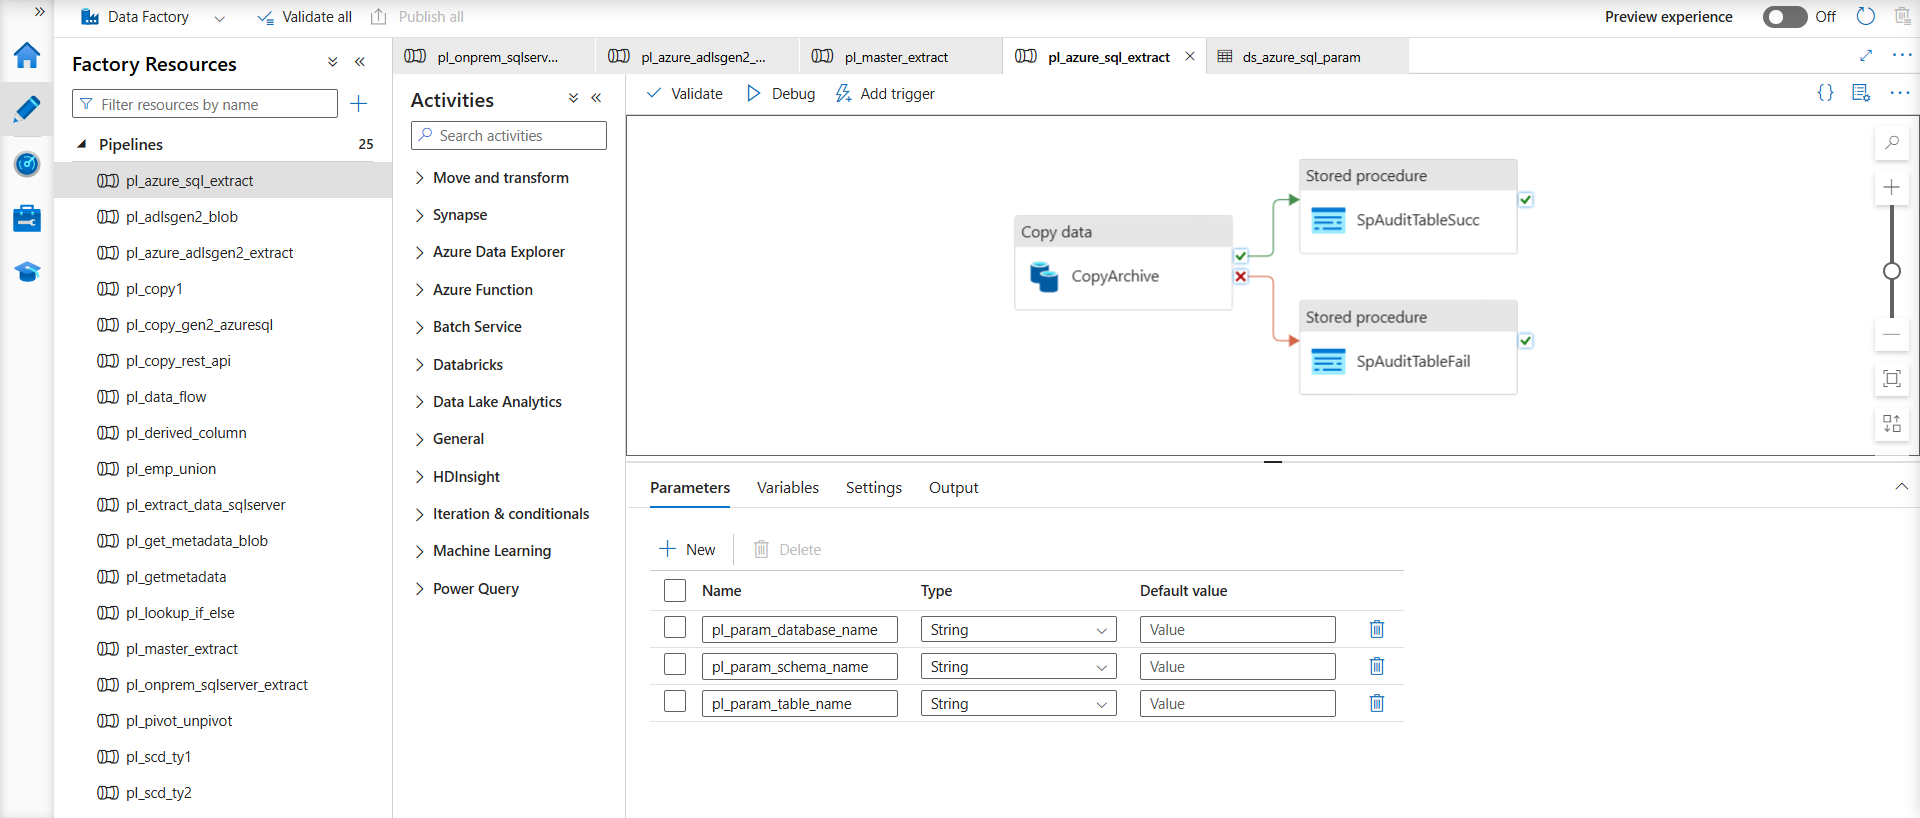 Data Factory
Validate all
Publish all
Preview experience
Off
Factory Resources
Filter resources by name
Pipelines 25
pl_azure_sql_extract
pl_adlsgen2_blob
pl_azure_adlsgen2_extract
pl_copy1
pl_copy_gen2_azuresql
pl_copy_rest_api
pl_data_flow
pl_derived_column
pl_emp_union
pl_extract_data_sqlserver
pl_get_metadata_blob
pl_getmetadata
pl_lookup_if_else
pl_master_extract
pl_onprem_sqlserver_extract
pl_pivot_unpivot
pl_scd_ty1
pl_scd_ty2
pl_onprem_sqlserv...
pl_azure_adlsgen2_...
pl_master_extract
pl_azure_sql_extract
ds_azure_sql_param
Activities
Search activities
Move and transform
Synapse
Azure Data Explorer
Azure Function
Batch Service
Databricks
Data Lake Analytics
General
HDInsight
Iteration & conditionals
Machine Learning
Power Query
Validate
Debug
Add trigger
Copy data
CopyArchive
Stored procedure
SpAuditTableSucc
Stored procedure
SpAuditTableFail
Parameters Variables Settings Output
New Delete
Name Type Default value
pl_param_database_name String Value
pl_param_schema_name String Value
pl_param_table_name String Value